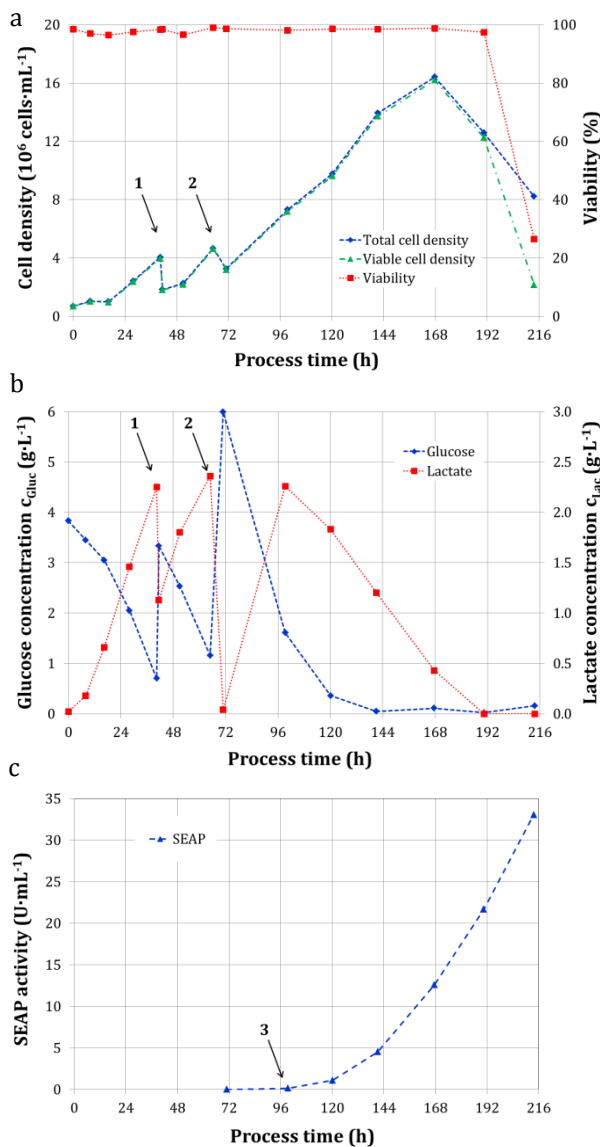 a
20
16
12
8
4
0
100
80
60
40
20
0
Cell density (10⁶ cells·mL⁻¹)
Viability (%)
1
2
Total cell density
Viable cell density
Viability
0 24 48 72 96 120 144 168 192 216
Process time (h)
b
6
5
4
3
2
1
0
3.0
2.5
2.0
1.5
1.0
0.5
0.0
Glucose concentration c_Gluc (g·L⁻¹)
Lactate concentration c_Lac (g·L⁻¹)
1
2
Glucose
Lactate
0 24 48 72 96 120 144 168 192 216
Process time (h)
c
35
30
25
20
15
10
5
0
SEAP activity (U·mL⁻¹)
SEAP
3
0 24 48 72 96 120 144 168 192 216
Process time (h)